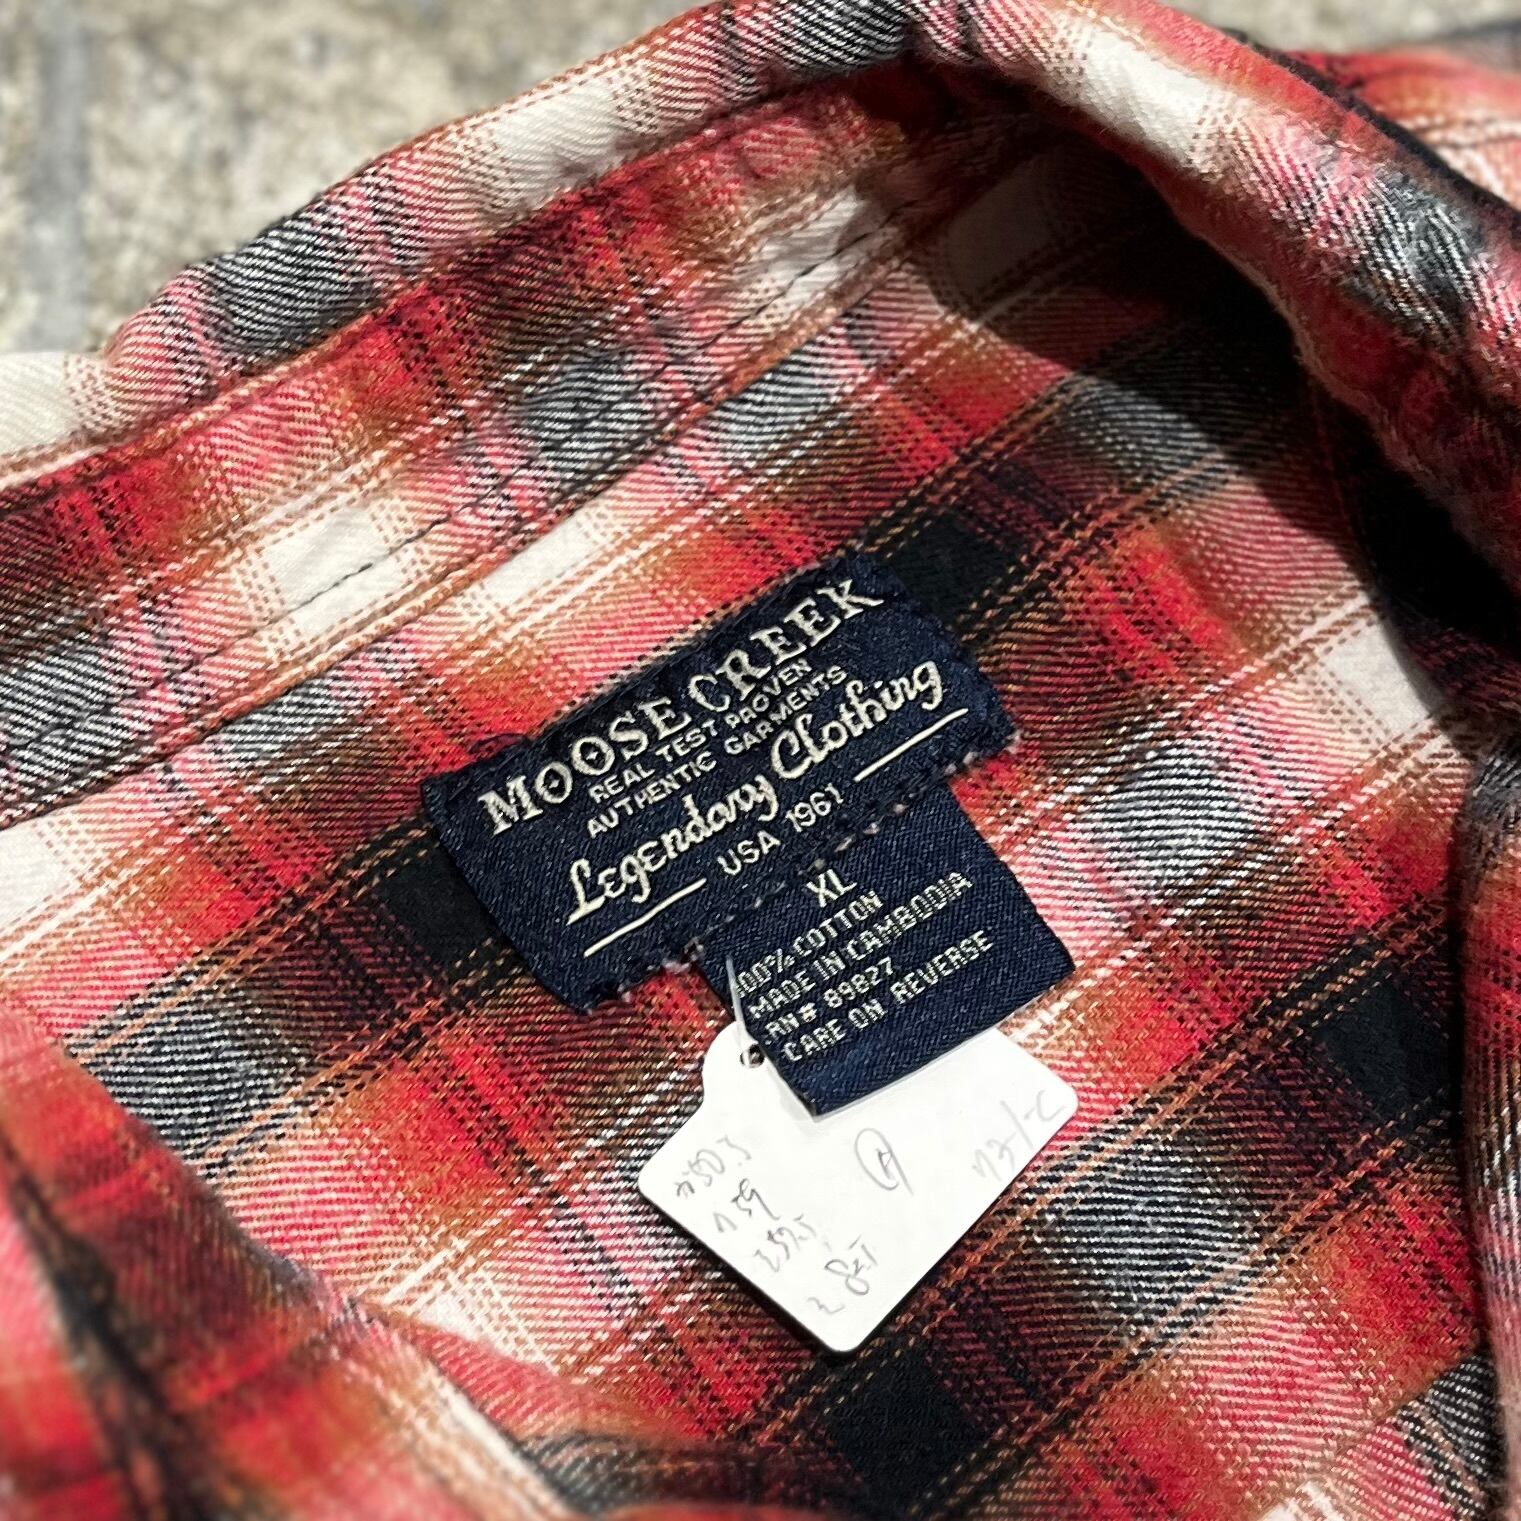 MOOSE CREEK
REAL TEST PROVEN
AUTHENTIC GARMENTS
Legendary Clothing
USA 1961
XL
100% COTTON
MADE IN CAMBODIA
RN# 89827
CARE ON REVERSE
A